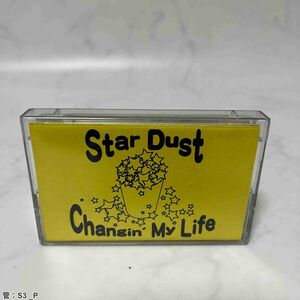 Star Dust
Changin' My Life
管：S3_P